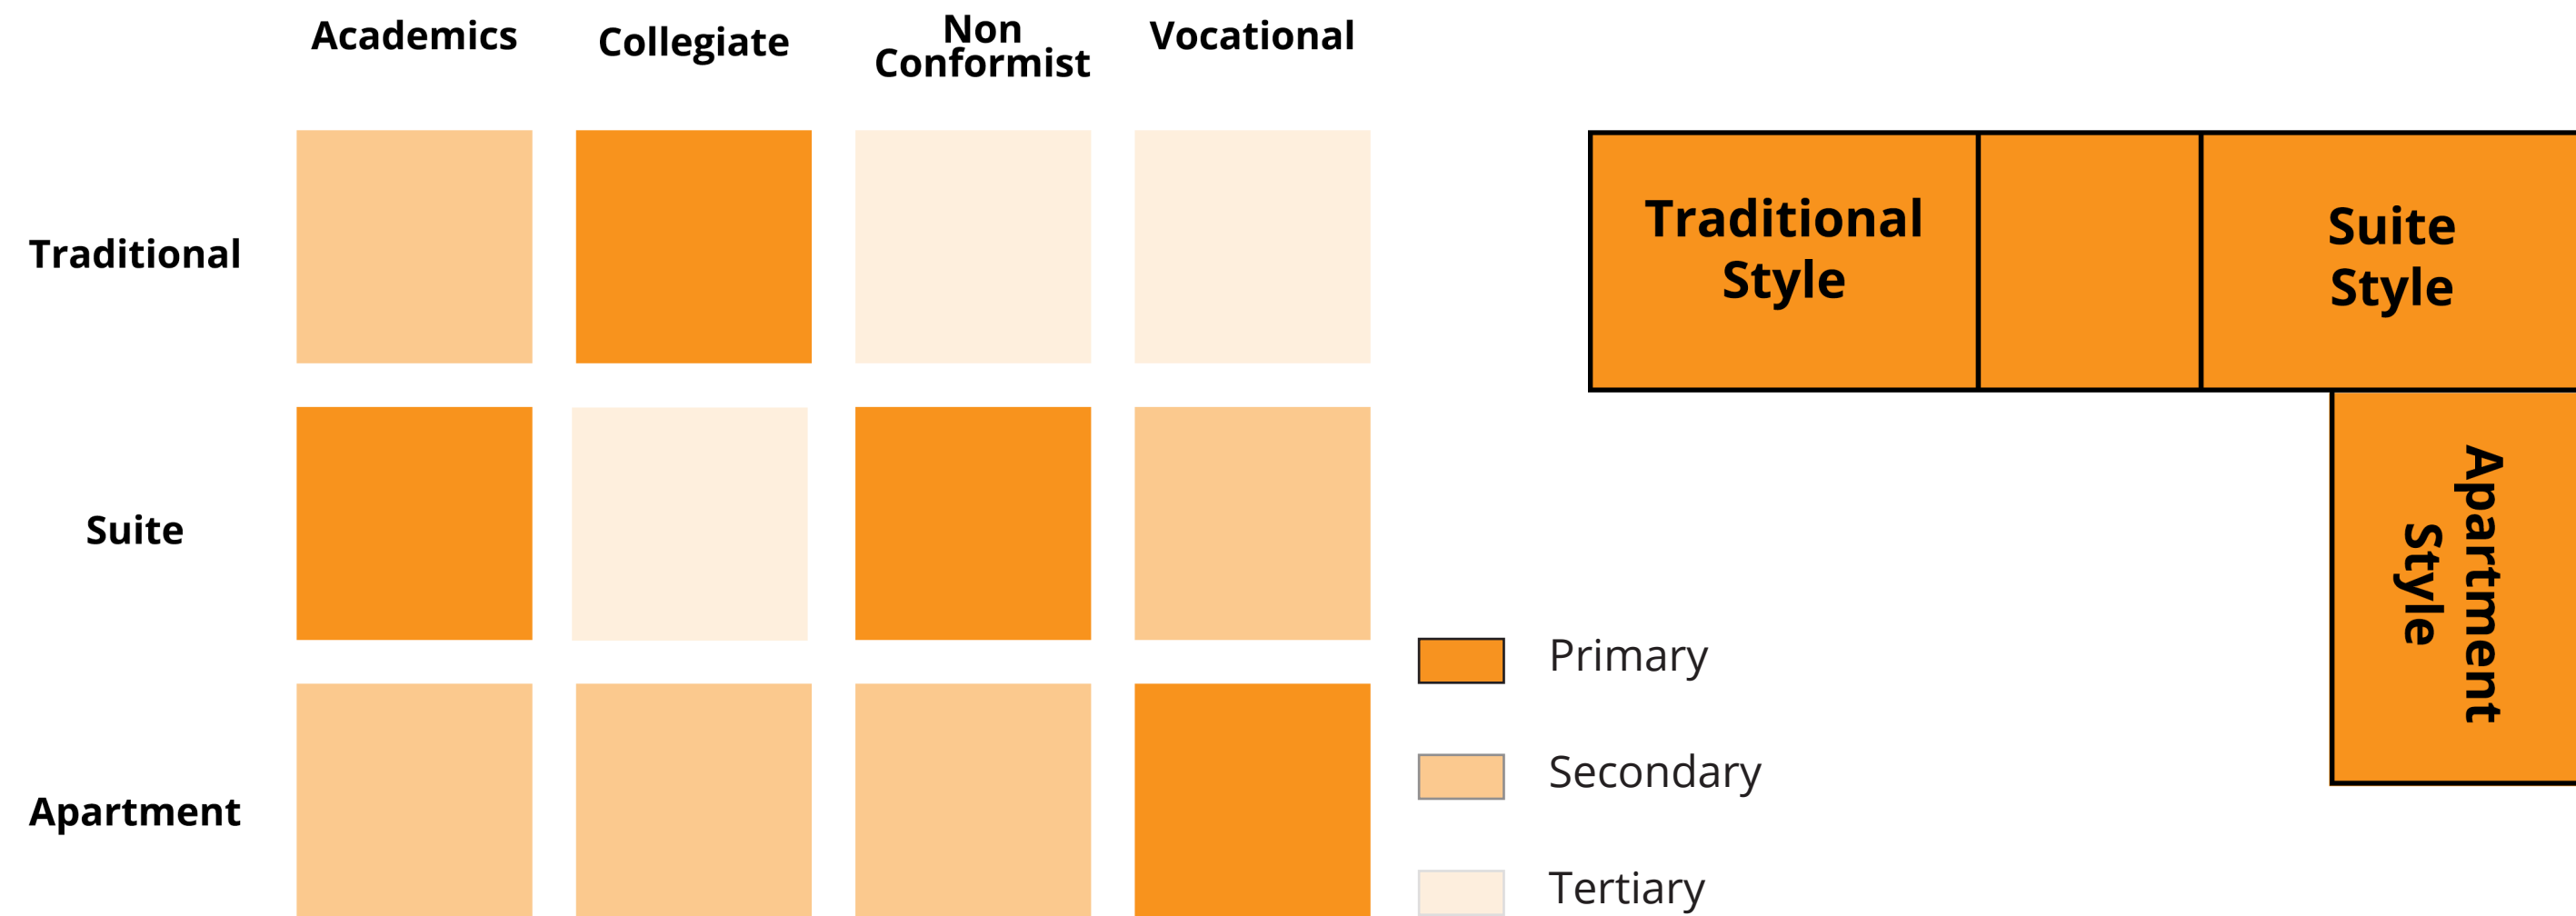 Academics
Collegiate
Non
Conformist
Vocational
Traditional
Suite
Apartment
Primary
Secondary
Tertiary
Traditional
Style
Suite
Style
Apartment
Style